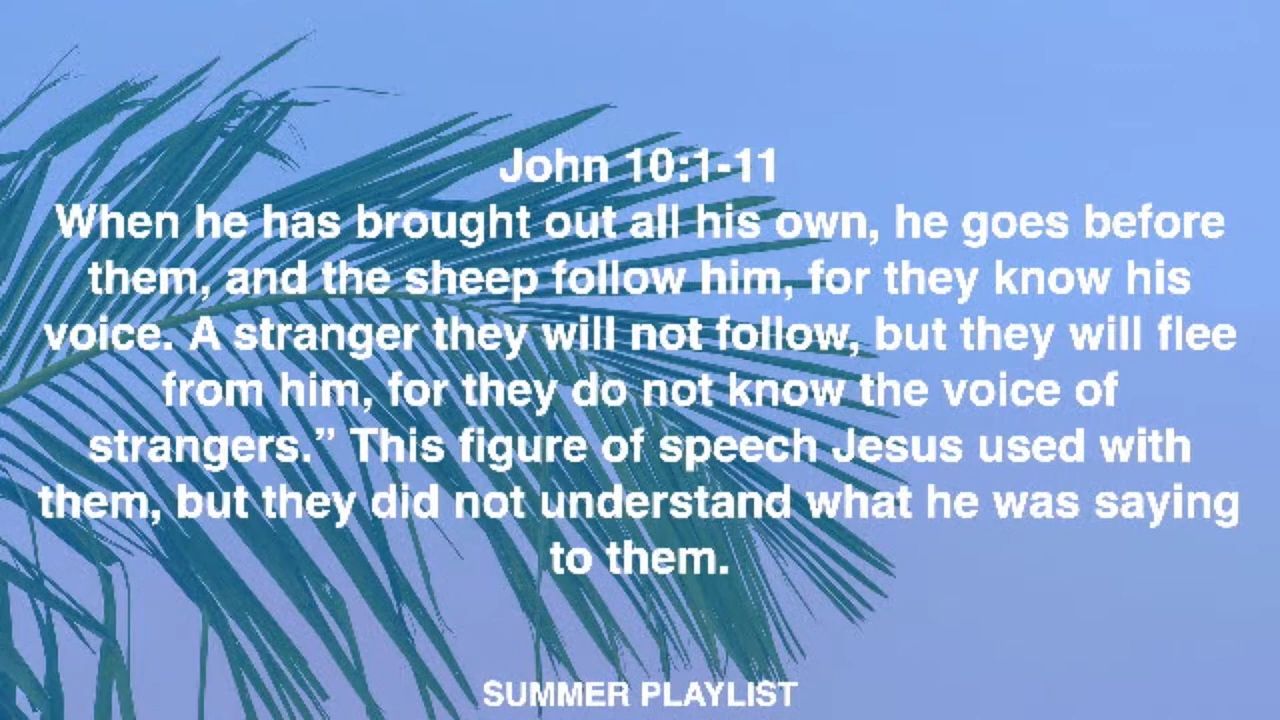 John 10:1-11
When he has brought out all his own, he goes before
them, and the sheep follow him, for they know his
voice. A stranger they will not follow, but they will flee
from him, for they do not know the voice of
strangers.” This figure of speech Jesus used with
them, but they did not understand what he was saying
to them.
SUMMER PLAYLIST